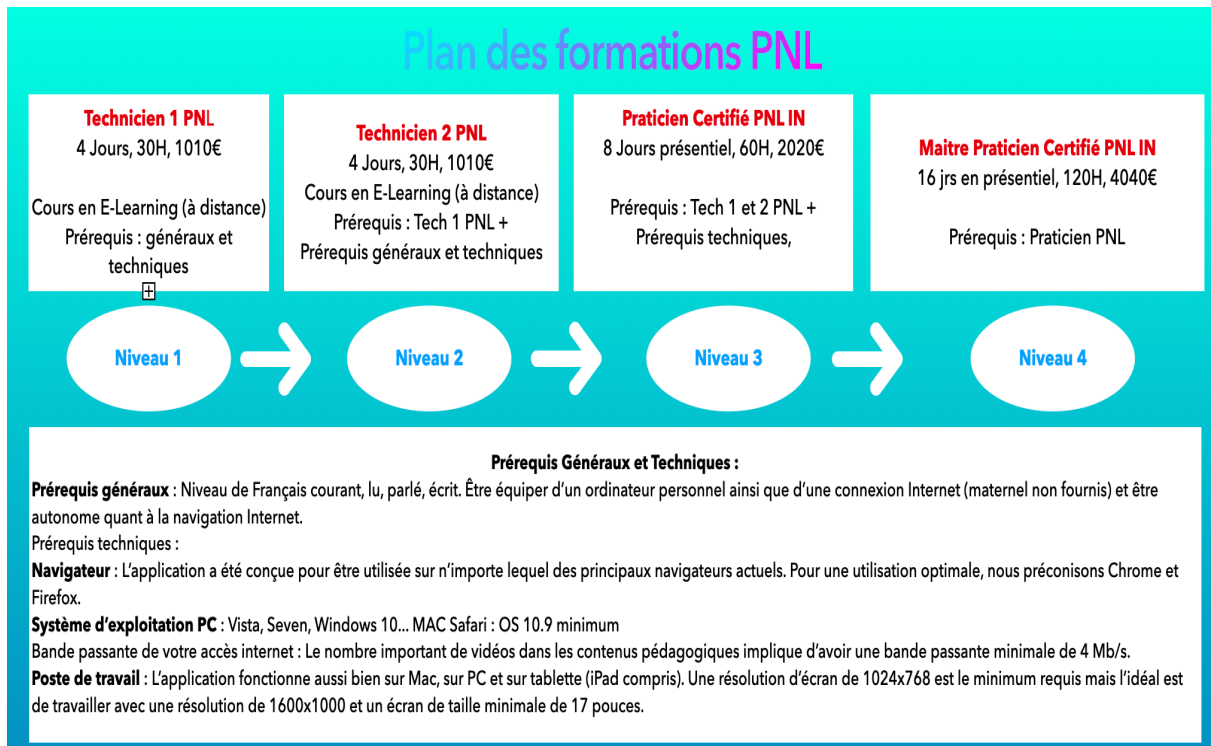 Plan des formations PNL
Technicien 1 PNL
4 Jours, 30H, 1010€
Cours en E-Learning (à distance)
Prérequis : généraux et
techniques
Technicien 2 PNL
4 Jours, 30H, 1010€
Cours en E-Learning (à distance)
Prérequis : Tech 1 PNL +
Prérequis généraux et techniques
Praticien Certifié PNL IN
8 Jours présentiel, 60H, 2020€
Prérequis : Tech 1 et 2 PNL +
Prérequis techniques,
Maitre Praticien Certifié PNL IN
16 jrs en présentiel, 120H, 4040€
Prérequis : Praticien PNL
Niveau 1
Niveau 2
Niveau 3
Niveau 4
Prérequis Généraux et Techniques :
Prérequis généraux : Niveau de Français courant, lu, parlé, écrit. Être équiper d’un ordinateur personnel ainsi que d’une connexion Internet (maternel non fournis) et être
autonome quant à la navigation Internet.
Prérequis techniques :
Navigateur : L’application a été conçue pour être utilisée sur n’importe lequel des principaux navigateurs actuels. Pour une utilisation optimale, nous préconisons Chrome et
Firefox.
Système d’exploitation PC : Vista, Seven, Windows 10... MAC Safari : OS 10.9 minimum
Bande passante de votre accès internet : Le nombre important de vidéos dans les contenus pédagogiques implique d’avoir une bande passante minimale de 4 Mb/s.
Poste de travail : L’application fonctionne aussi bien sur Mac, sur PC et sur tablette (iPad compris). Une résolution d’écran de 1024x768 est le minimum requis mais l’idéal est
de travailler avec une résolution de 1600x1000 et un écran de taille minimale de 17 pouces.